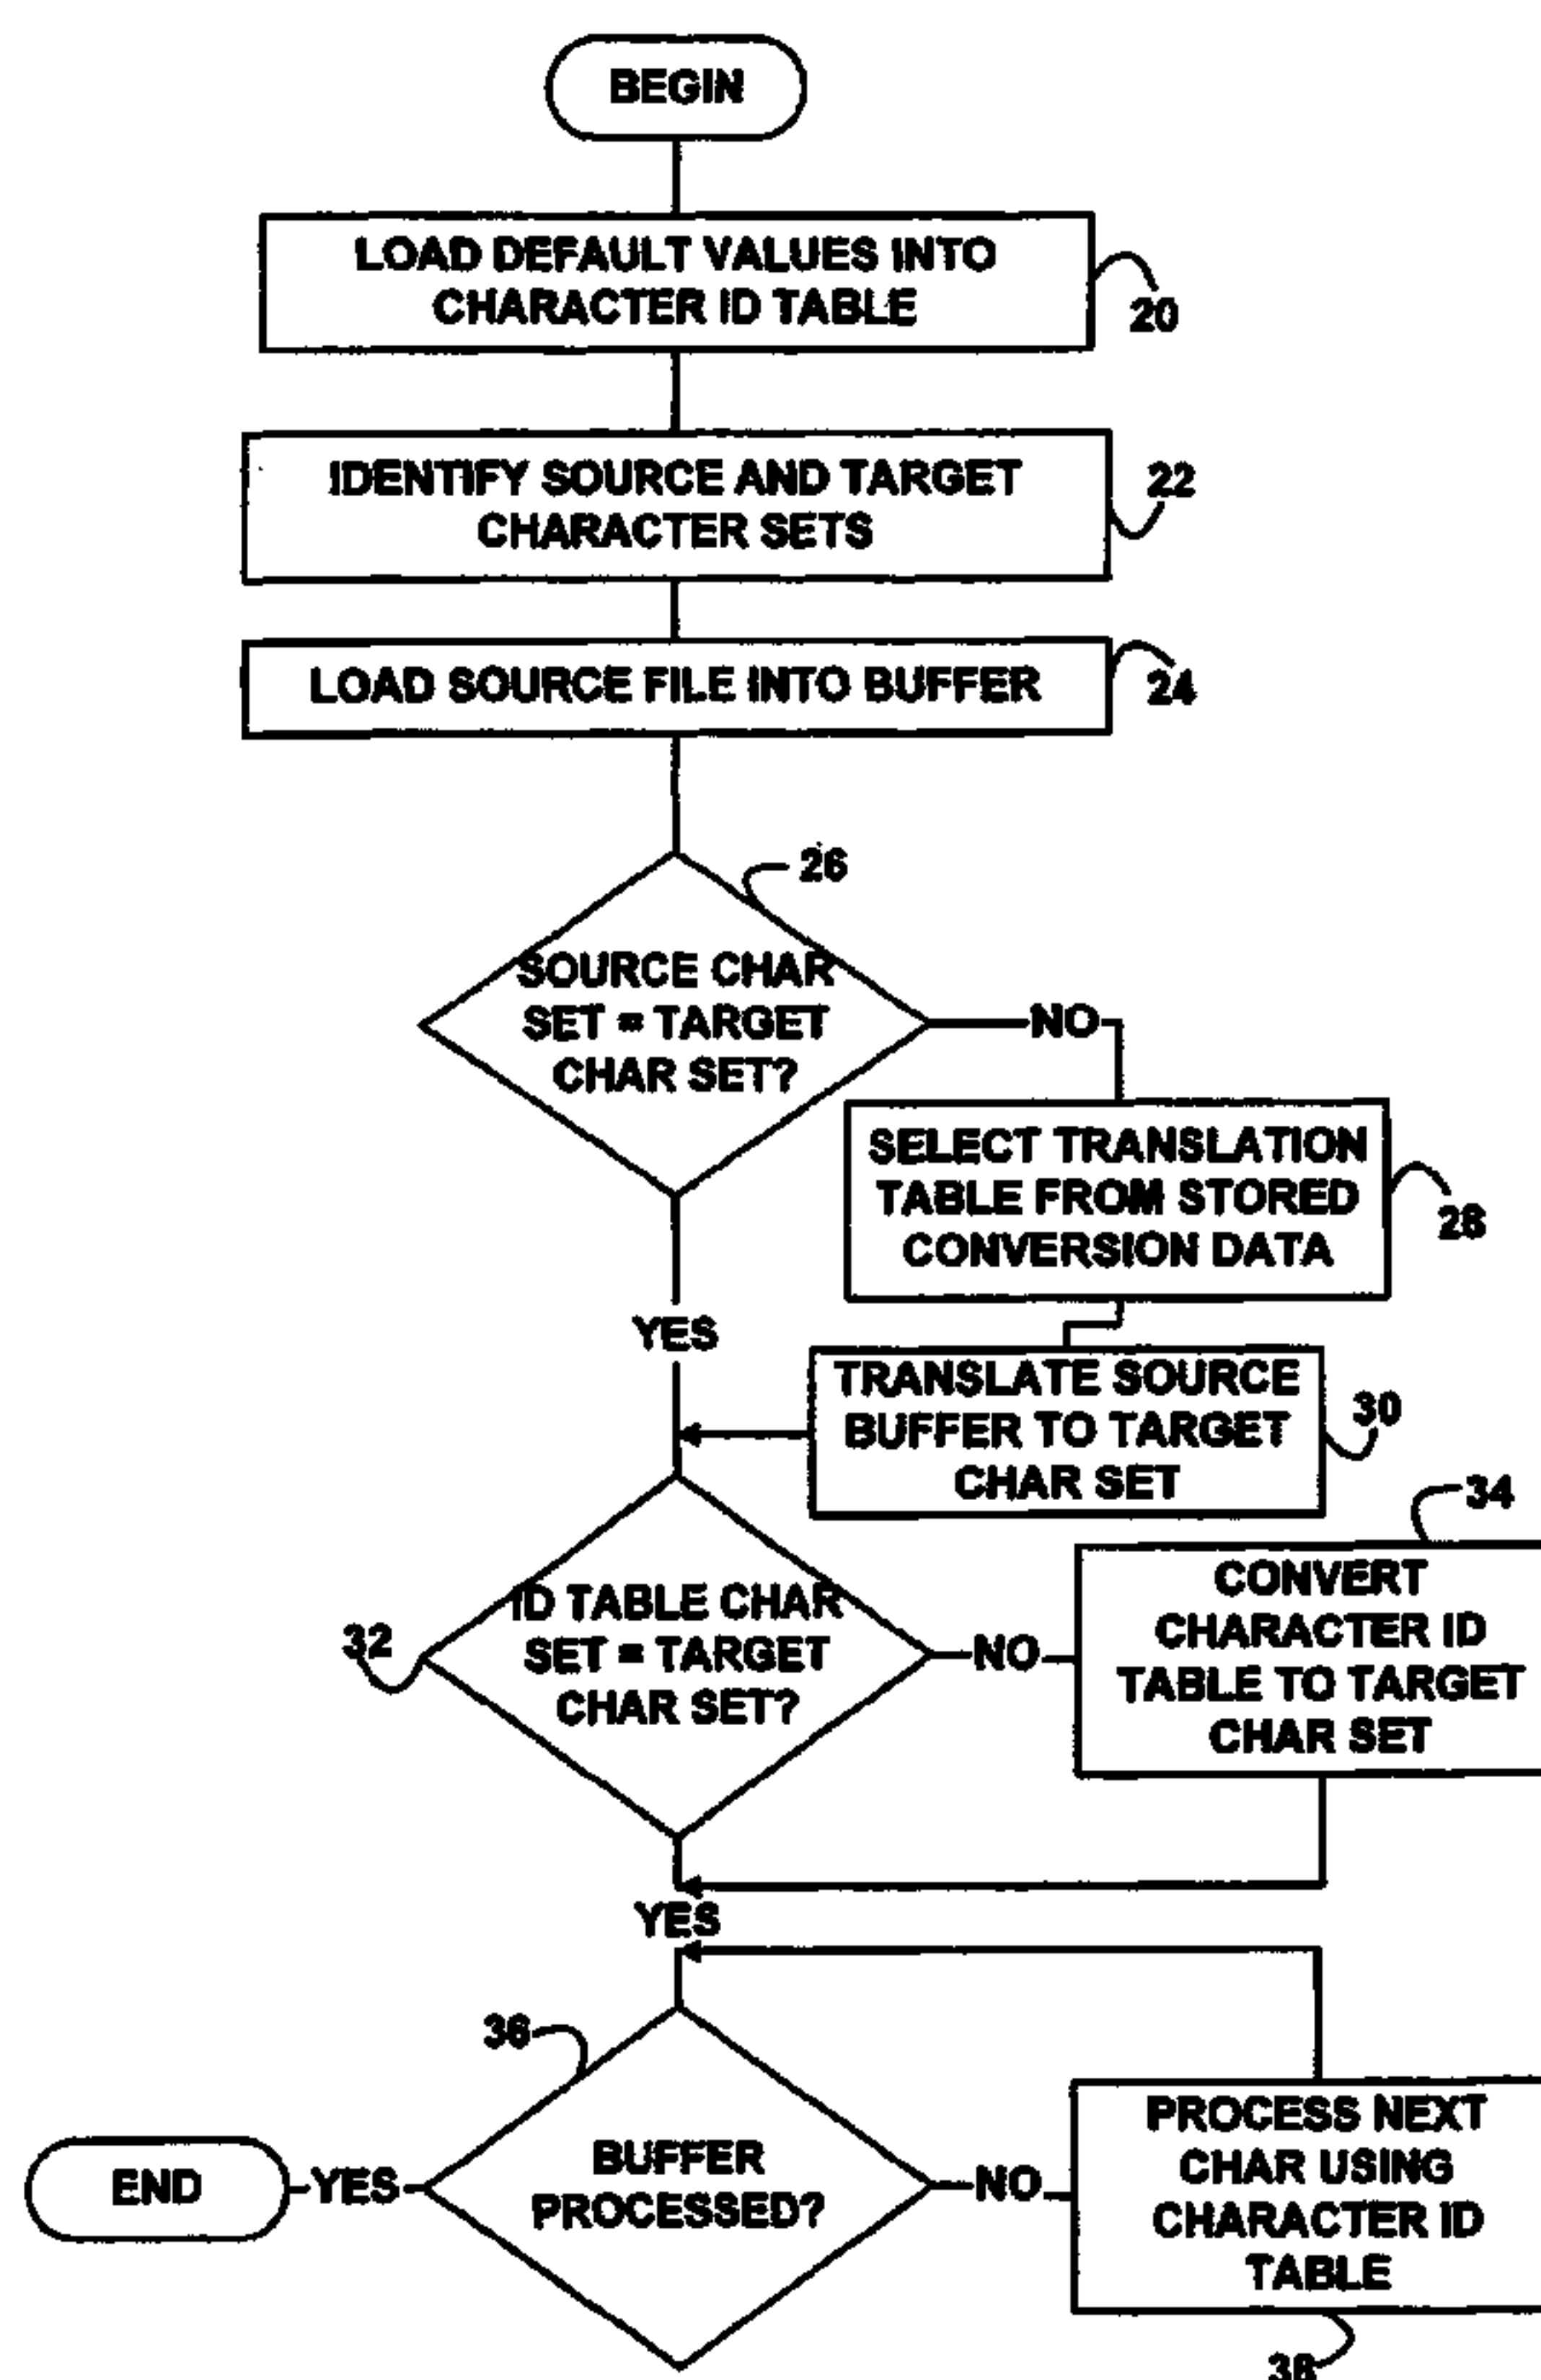 BEGIN
LOAD DEFAULT VALUES INTO
CHARACTER ID TABLE
20
IDENTIFY SOURCE AND TARGET
CHARACTER SETS
22
LOAD SOURCE FILE INTO BUFFER
24
26
SOURCE CHAR
SET = TARGET
CHAR SET?
NO
SELECT TRANSLATION
TABLE FROM STORED
CONVERSION DATA
28
YES
TRANSLATE SOURCE
BUFFER TO TARGET
CHAR SET
30
34
32
ID TABLE CHAR
SET = TARGET
CHAR SET?
NO
CONVERT
CHARACTER ID
TABLE TO TARGET
CHAR SET
YES
36
BUFFER
PROCESSED?
NO
PROCESS NEXT
CHAR USING
CHARACTER ID
TABLE
END
YES
38